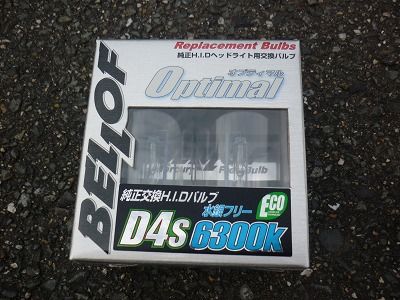 Replacement Bulbs
純正H.I.Dヘッドライト用交換バルブ
オプティマル
Optimal
BELLOF
純正交換H.I.Dバルブ
水銀フリー
ECO
D4S 6300k